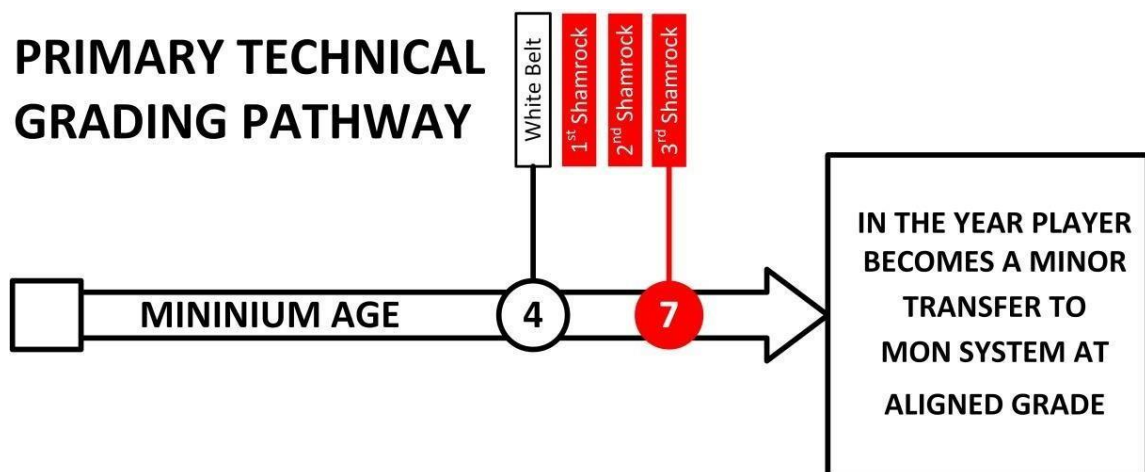 PRIMARY TECHNICAL
GRADING PATHWAY
White Belt
1st Shamrock
2nd Shamrock
3rd Shamrock
MININIUM AGE
4
7
IN THE YEAR PLAYER
BECOMES A MINOR
TRANSFER TO
MON SYSTEM AT
ALIGNED GRADE